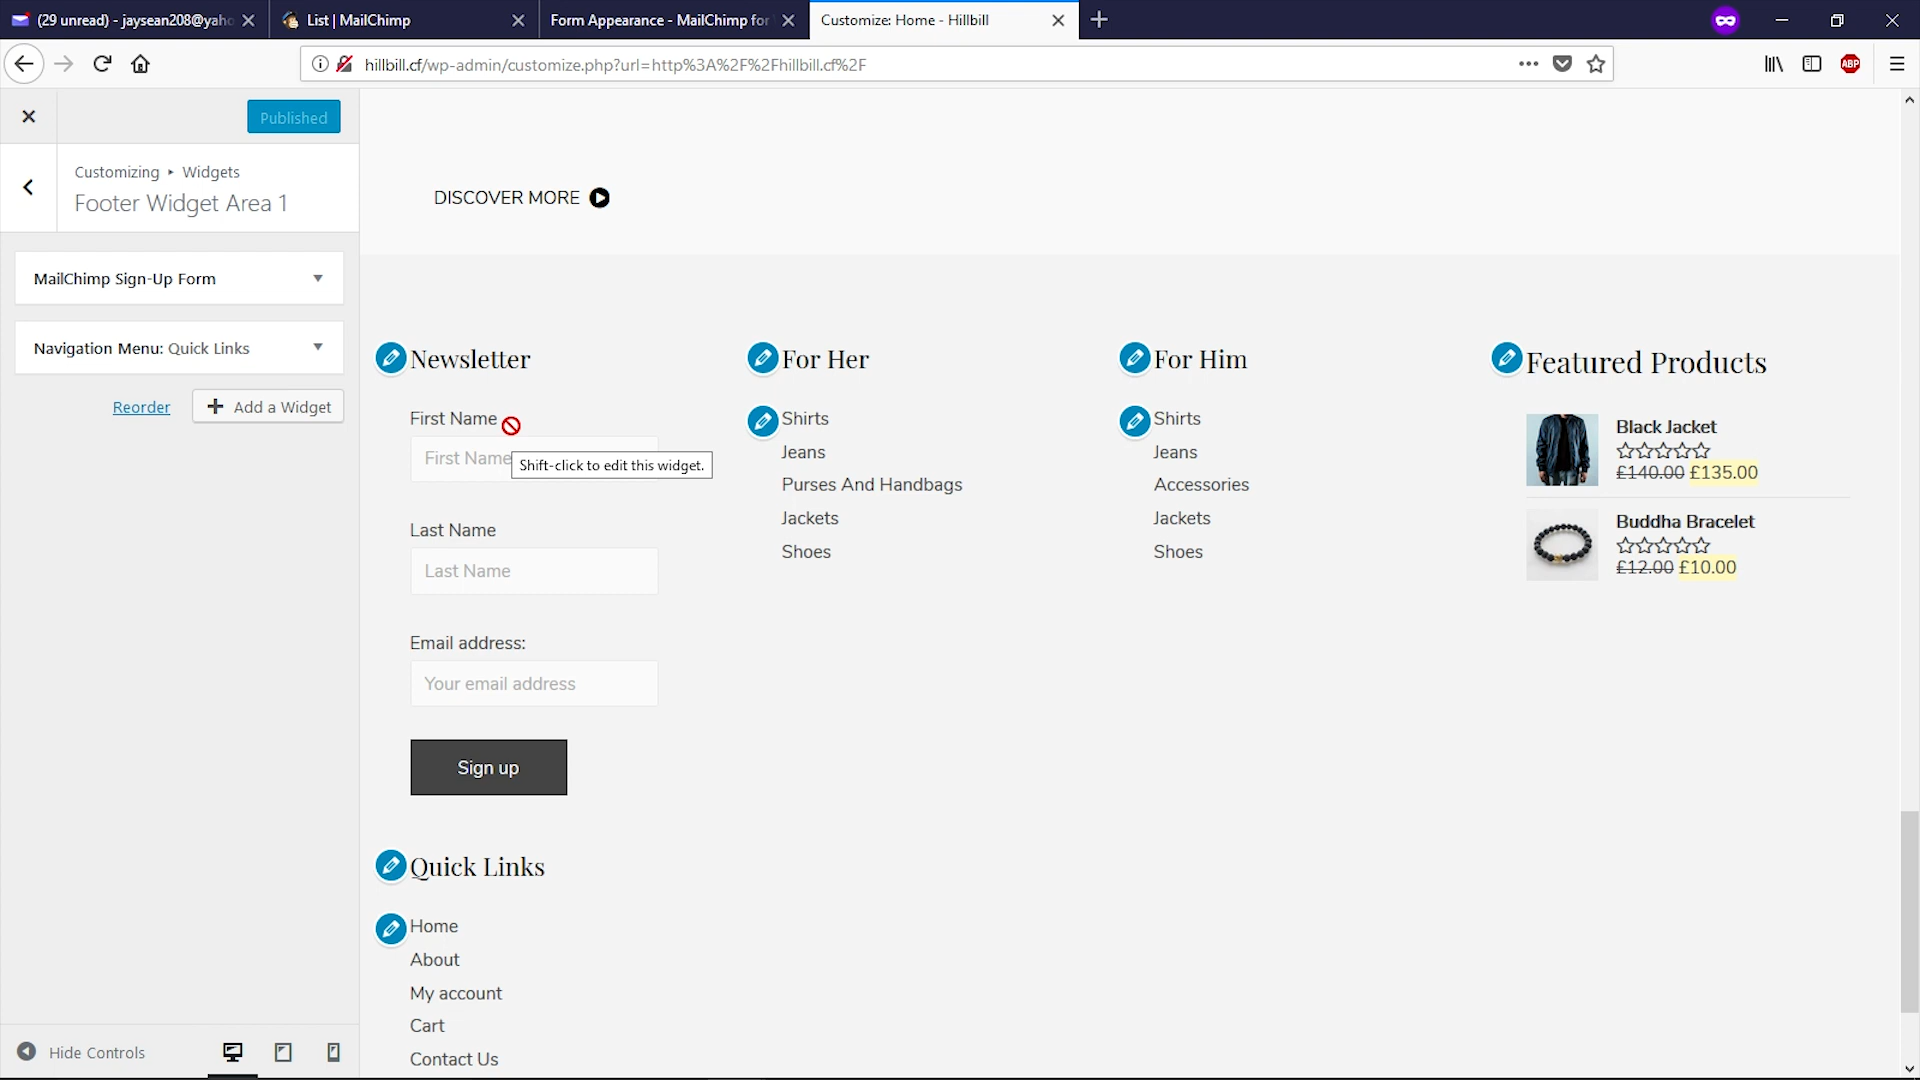 (29 unread) - jaysean208@yaho
List | MailChimp
Form Appearance - MailChimp for
Customize: Home - Hillbill
hillbill.cf/wp-admin/customize.php?url=http%3A%2F%2Fhillbill.cf%2F
ABP
Published
Customizing ▸ Widgets
Footer Widget Area 1
MailChimp Sign-Up Form
Navigation Menu: Quick Links
Reorder
Add a Widget
Hide Controls
DISCOVER MORE
Newsletter
First Name
First Name
Shift-click to edit this widget.
Last Name
Last Name
Email address:
Your email address
Sign up
Quick Links
Home
About
My account
Cart
Contact Us
For Her
Shirts
Jeans
Purses And Handbags
Jackets
Shoes
For Him
Shirts
Jeans
Accessories
Jackets
Shoes
Featured Products
Black Jacket
£140.00 £135.00
Buddha Bracelet
£12.00 £10.00